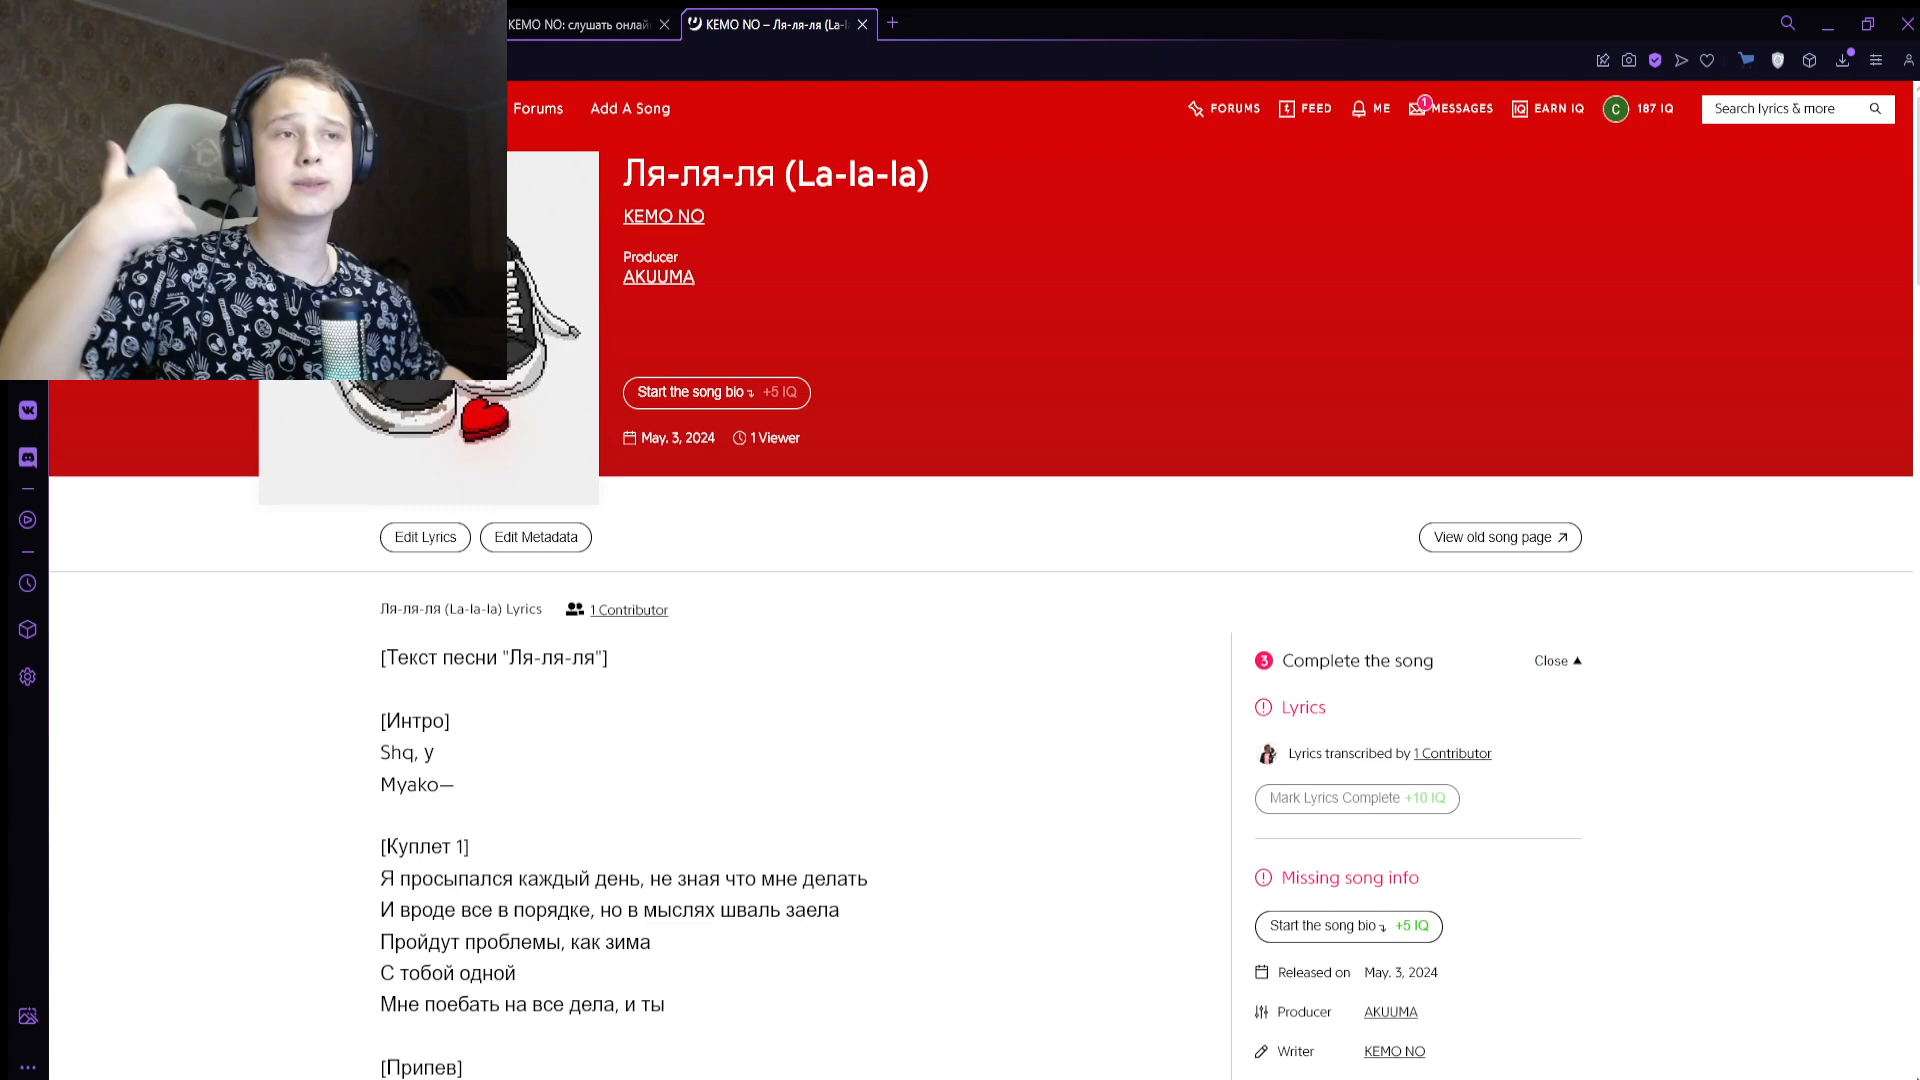 KEMO NO: слушать онлай
KEMO NO – Ля-ля-ля (La-l
Forums
Add A Song
FORUMS
FEED
ME
1
MESSAGES
IQ
EARN IQ
C
187 IQ
Search lyrics & more
Ля-ля-ля (La-la-la)
KEMO NO
Producer
AKUUMA
Start the song bio +5 IQ
May. 3, 2024
1 Viewer
Edit Lyrics
Edit Metadata
View old song page
Ля-ля-ля (La-la-la) Lyrics
1 Contributor
[Текст песни "Ля-ля-ля"]
[Интро]
Shq, y
Myako—
[Куплет 1]
Я просыпался каждый день, не зная что мне делать
И вроде все в порядке, но в мыслях шваль заела
Пройдут проблемы, как зима
С тобой одной
Мне поебать на все дела, и ты
[Припев]
3 Complete the song
Close
Lyrics
Lyrics transcribed by 1 Contributor
Mark Lyrics Complete +10 IQ
Missing song info
Start the song bio +5 IQ
Released on May. 3, 2024
Producer AKUUMA
Writer KEMO NO